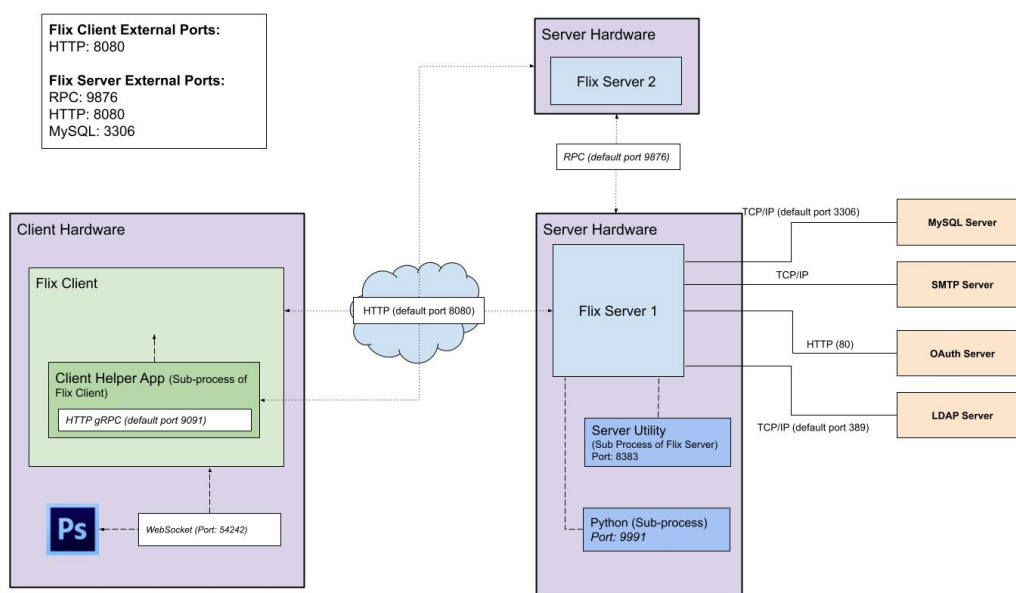 Flix Client External Ports:
HTTP: 8080
Flix Server External Ports:
RPC: 9876
HTTP: 8080
MySQL: 3306
Server Hardware
Flix Server 2
RPC (default port 9876)
Client Hardware
Flix Client
Client Helper App (Sub-process of
Flix Client)
HTTP gRPC (default port 9091)
Ps
WebSocket (Port: 54242)
HTTP (default port 8080)
Server Hardware
Flix Server 1
Server Utility
(Sub Process of Flix Server)
Port: 8383
Python (Sub-process)
Port: 9991
TCP/IP (default port 3306)
MySQL Server
TCP/IP
SMTP Server
HTTP (80)
OAuth Server
TCP/IP (default port 389)
LDAP Server